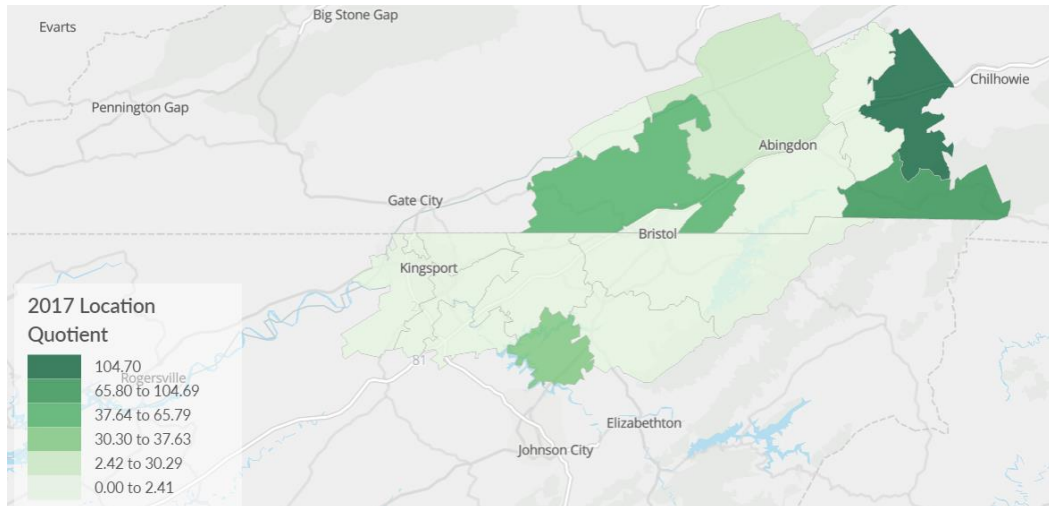 Big Stone Gap
Evarts
Chilhowie
Pennington Gap
Abingdon
Gate City
Bristol
Kingsport
2017 Location
Quotient
81
104.70
Rogersville
65.80 to 104.69
37.64 to 65.79
30.30 to 37.63
2.42 to 30.29
0.00 to 2.41
Elizabethton
Johnson City